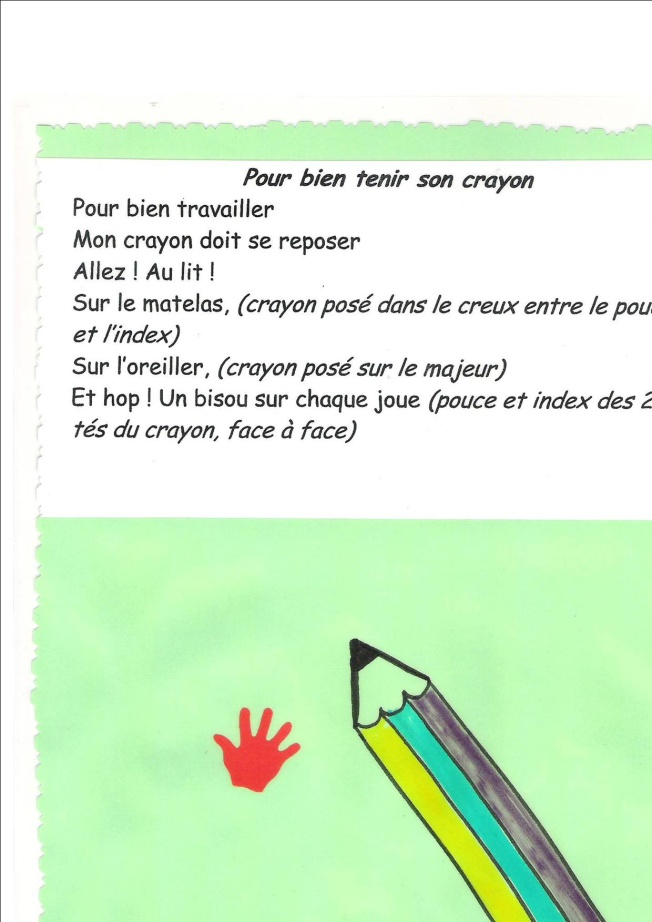 Pour bien tenir son crayon
Pour bien travailler
Mon crayon doit se reposer
Allez ! Au lit !
Sur le matelas, (crayon posé dans le creux entre le pou
et l'index)
Sur l'oreiller, (crayon posé sur le majeur)
Et hop ! Un bisou sur chaque joue (pouce et index des 2
tés du crayon, face à face)